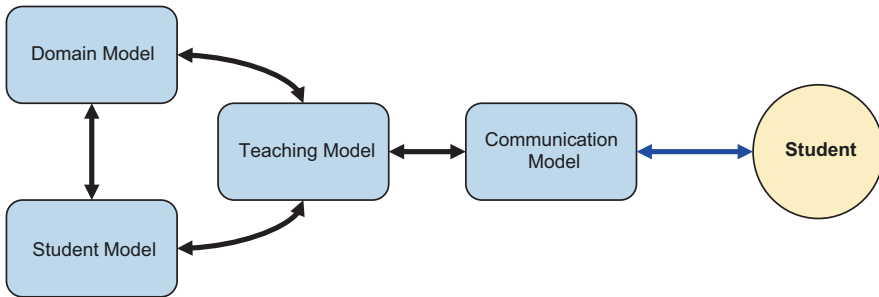 Domain Model
Teaching Model
Communication
Model
Student
Student Model